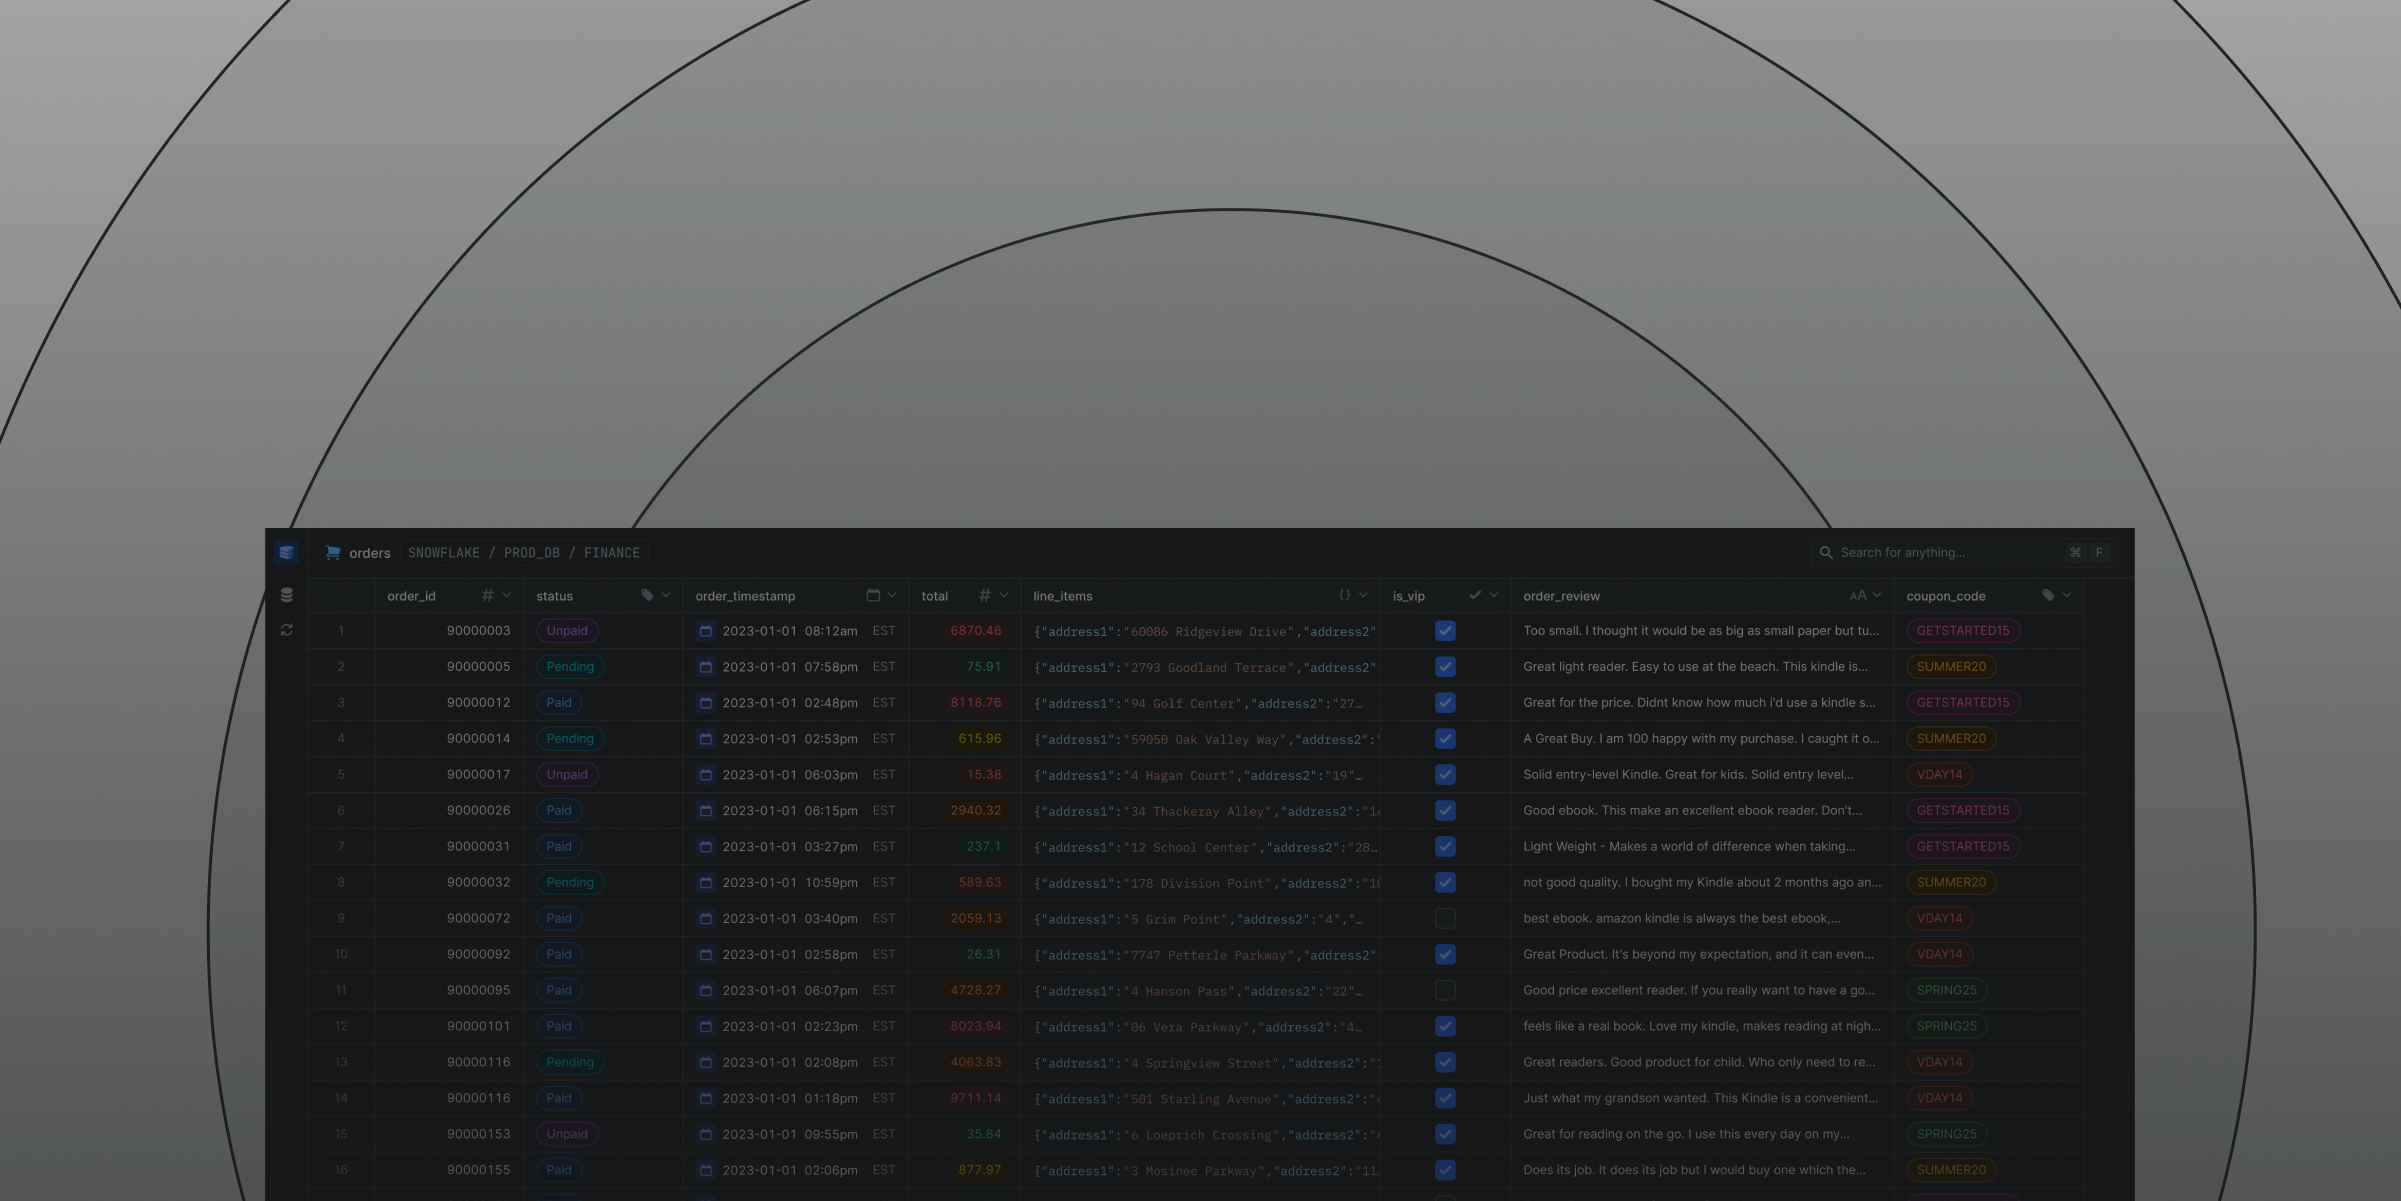 orders SNOWFLAKE / PROD_DB / FINANCE Search for anything... ⌘ F
order_id # status order_timestamp total # line_items {} is_vip order_review AA coupon_code
1 90000003 Unpaid 2023-01-01 08:12am EST 6870.46 {"address1":"60086 Ridgeview Drive","address2" Too small. I thought it would be as big as small paper but tu... GETSTARTED15
2 90000005 Pending 2023-01-01 07:58pm EST 75.91 {"address1":"2793 Goodland Terrace","address2" Great light reader. Easy to use at the beach. This kindle is... SUMMER20
3 90000012 Paid 2023-01-01 02:48pm EST 8118.76 {"address1":"94 Golf Center","address2":"27… Great for the price. Didnt know how much i'd use a kindle s... GETSTARTED15
4 90000014 Pending 2023-01-01 02:53pm EST 615.96 {"address1":"59050 Oak Valley Way","address2":" A Great Buy. I am 100 happy with my purchase. I caught it o... SUMMER20
5 90000017 Unpaid 2023-01-01 06:03pm EST 15.38 {"address1":"4 Hagan Court","address2":"19"… Solid entry-level Kindle. Great for kids. Solid entry level... VDAY14
6 90000026 Paid 2023-01-01 06:15pm EST 2940.32 {"address1":"34 Thackeray Alley","address2":"14 Good ebook. This make an excellent ebook reader. Don't... GETSTARTED15
7 90000031 Paid 2023-01-01 03:27pm EST 237.1 {"address1":"12 School Center","address2":"28… Light Weight - Makes a world of difference when taking... GETSTARTED15
8 90000032 Pending 2023-01-01 10:59pm EST 589.63 {"address1":"178 Division Point","address2":"10 not good quality. I bought my Kindle about 2 months ago an... SUMMER20
9 90000072 Paid 2023-01-01 03:40pm EST 2059.13 {"address1":"5 Grim Point","address2":"4","… best ebook. amazon kindle is always the best ebook,... VDAY14
10 90000092 Paid 2023-01-01 02:58pm EST 26.31 {"address1":"7747 Petterle Parkway","address2" Great Product. It's beyond my expectation, and it can even... VDAY14
11 90000095 Paid 2023-01-01 06:07pm EST 4728.27 {"address1":"4 Hanson Pass","address2":"22"… Good price excellent reader. If you really want to have a go... SPRING25
12 90000101 Paid 2023-01-01 02:23pm EST 8023.94 {"address1":"06 Vera Parkway","address2":"4… feels like a real book. Love my kindle, makes reading at nigh... SPRING25
13 90000116 Pending 2023-01-01 02:08pm EST 4063.83 {"address1":"4 Springview Street","address2": Great readers. Good product for child. Who only need to re... VDAY14
14 90000116 Paid 2023-01-01 01:18pm EST 9711.14 {"address1":"501 Starling Avenue","address2":" Just what my grandson wanted. This Kindle is a convenient... VDAY14
15 90000153 Unpaid 2023-01-01 09:55pm EST 35.84 {"address1":"6 Loeprich Crossing","address2":" Great for reading on the go. I use this every day on my... SPRING25
16 90000155 Paid 2023-01-01 02:06pm EST 877.97 {"address1":"3 Mosinee Parkway","address2":"11… Does its job. It does its job but I would buy one which the... SUMMER20